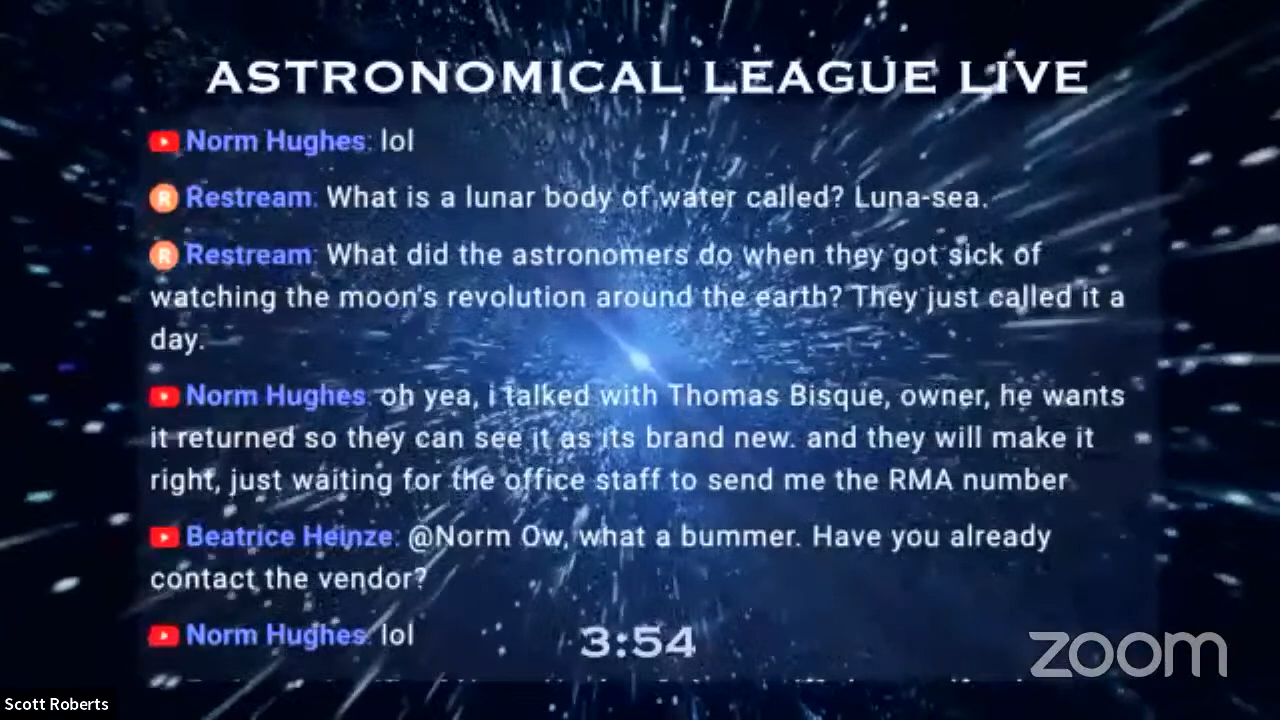 ASTRONOMICAL LEAGUE LIVE
Norm Hughes: lol
Restream: What is a lunar body of water called? Luna-sea.
Restream: What did the astronomers do when they got sick of
watching the moon's revolution around the earth? They just called it a
day.
Norm Hughes: oh yea, i talked with Thomas Bisque, owner, he wants
it returned so they can see it as its brand new. and they will make it
right, just waiting for the office staff to send me the RMA number
Beatrice Heinze: @Norm Ow, what a bummer. Have you already
contact the vendor?
Norm Hughes: lol
3:54
zoom
Scott Roberts